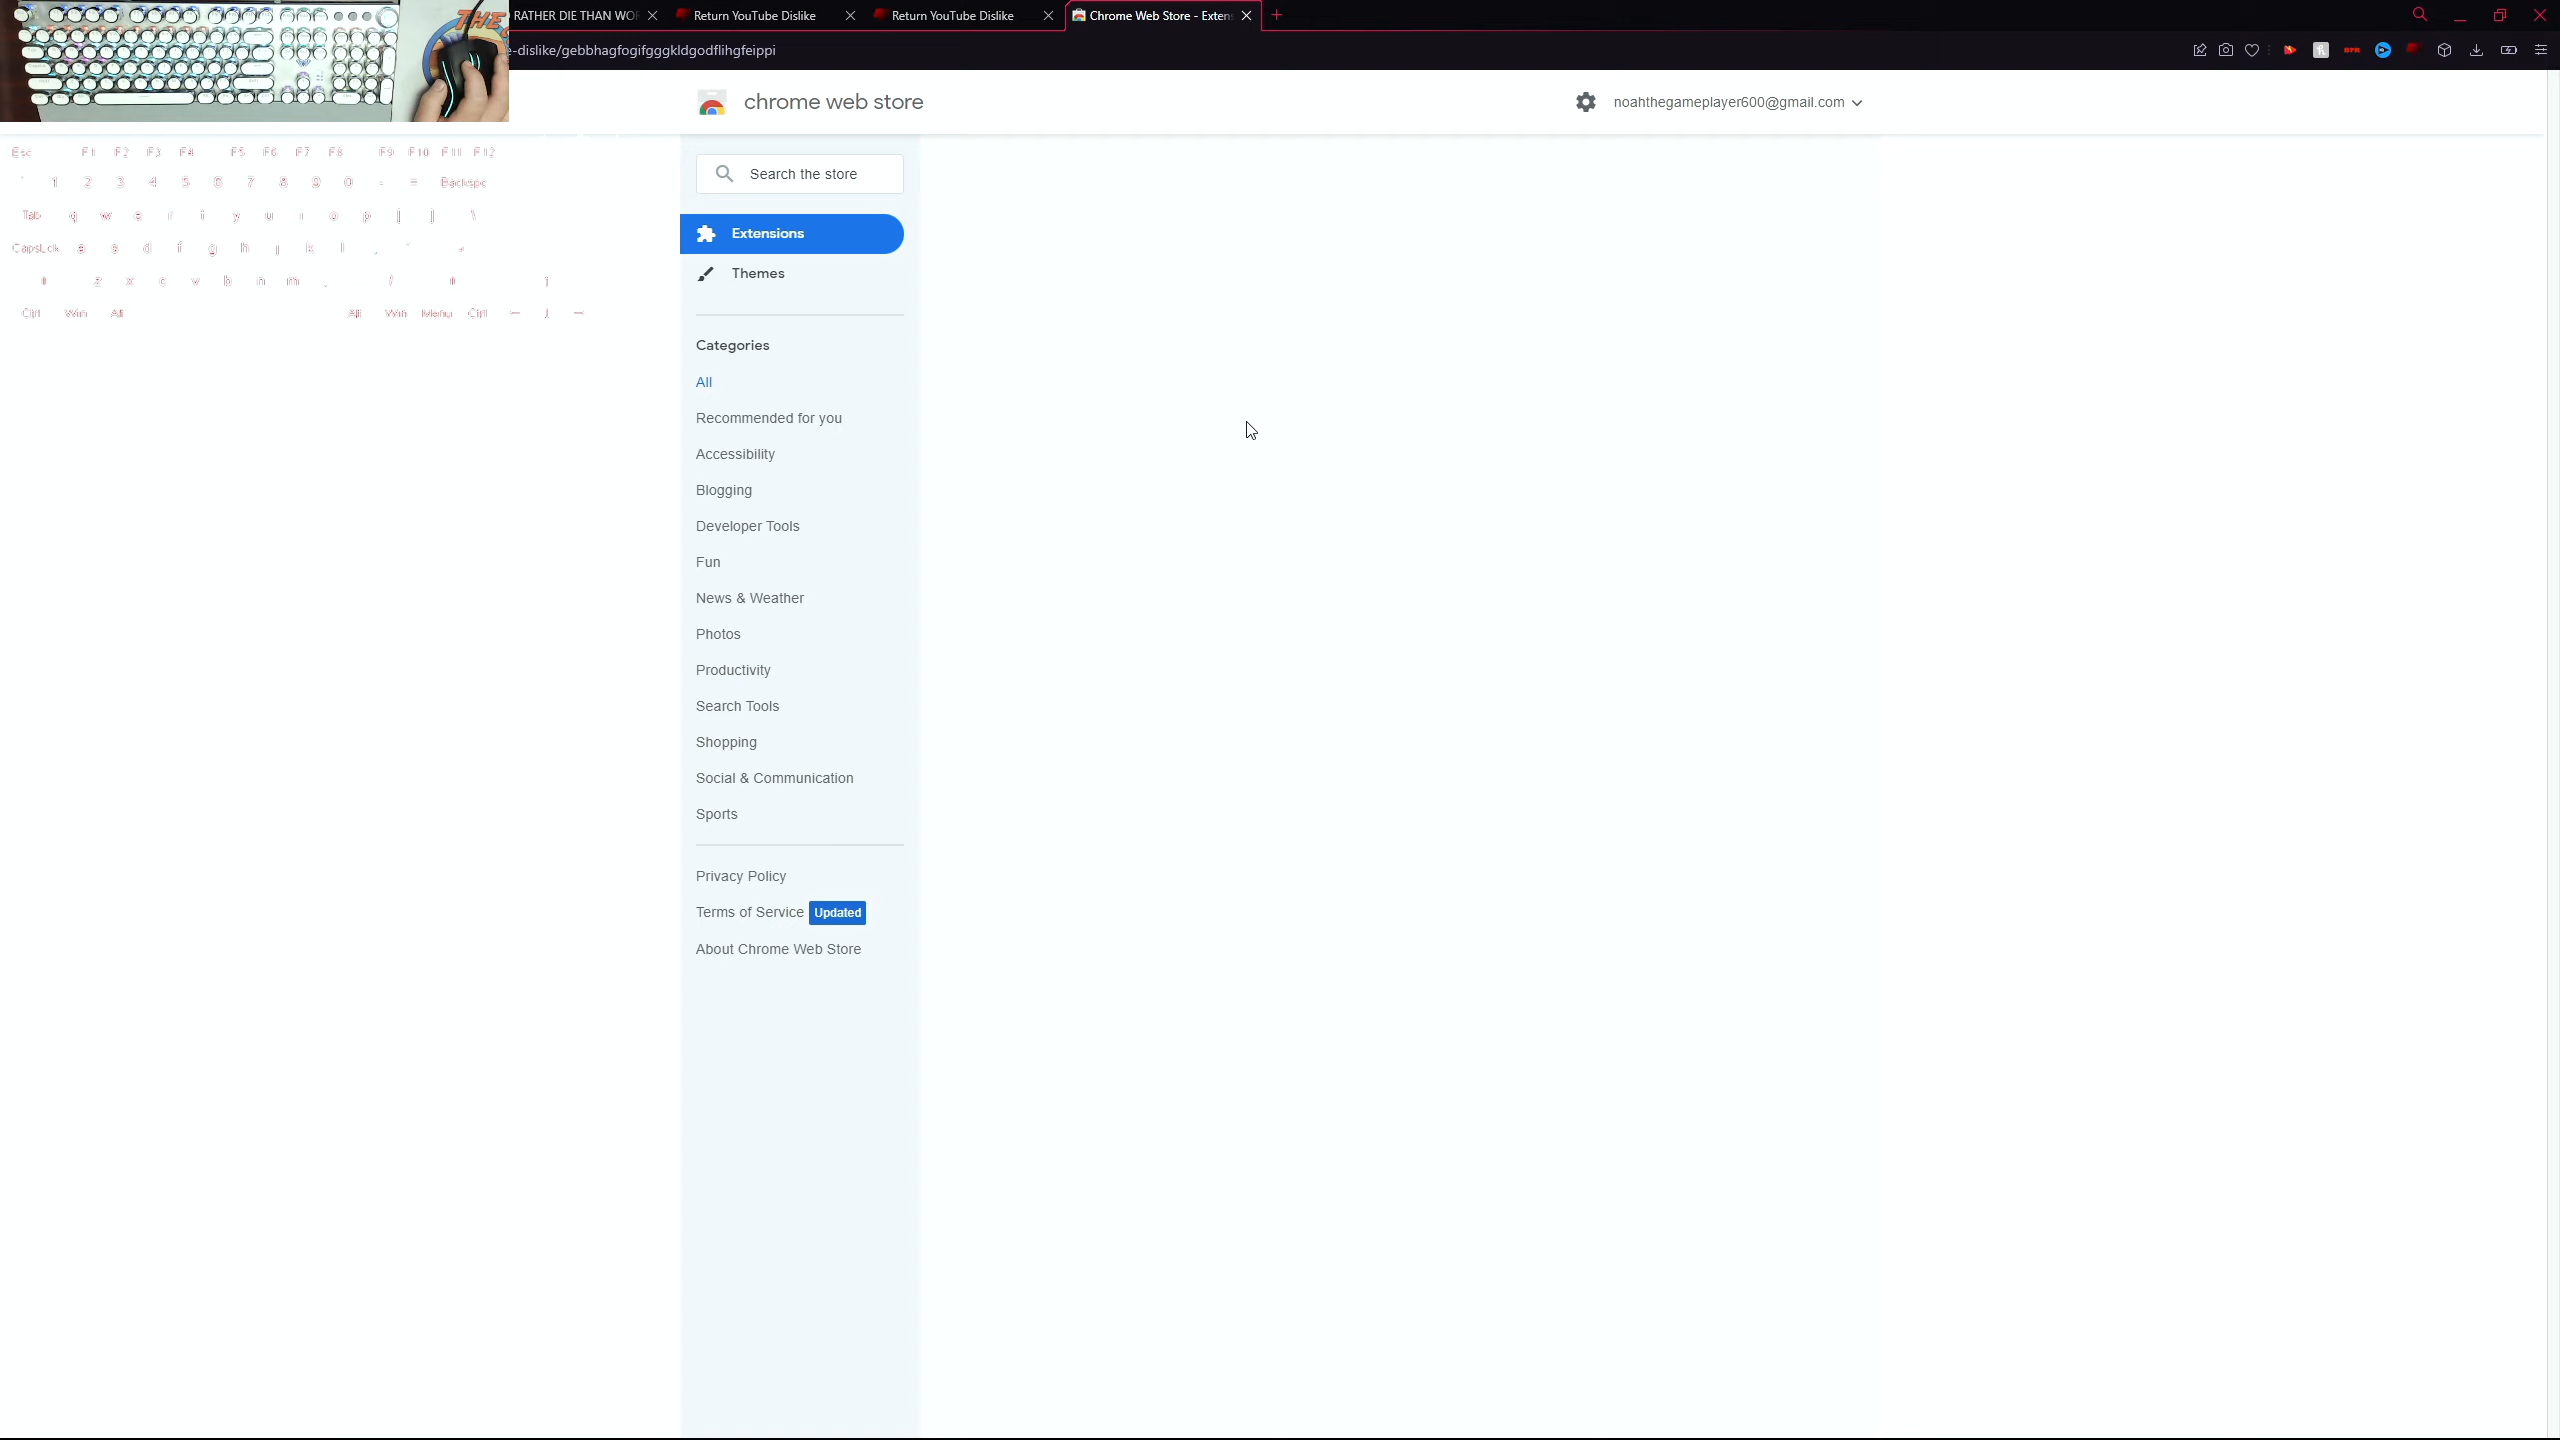 THE
RATHER DIE THAN WOR
Return YouTube Dislike
Return YouTube Dislike
Chrome Web Store - Exten
e-dislike/gebbhagfogifgggkldgodflihgfeippi
chrome web store
noahthegameplayer600@gmail.com
Esc F1 F2 F3 F4 F5 F6 F7 F8 F9 F10 F11 F12
1 2 3 4 5 6 7 8 9 0 - = Backspc
Tab q w e r t y u i o p [ ] \
CapsLck a s d f g h j k l
z x c v b n m , /
Ctrl Win Alt Alt Win Menu Ctrl
Search the store
Extensions
Themes
Categories
All
Recommended for you
Accessibility
Blogging
Developer Tools
Fun
News & Weather
Photos
Productivity
Search Tools
Shopping
Social & Communication
Sports
Privacy Policy
Terms of Service Updated
About Chrome Web Store